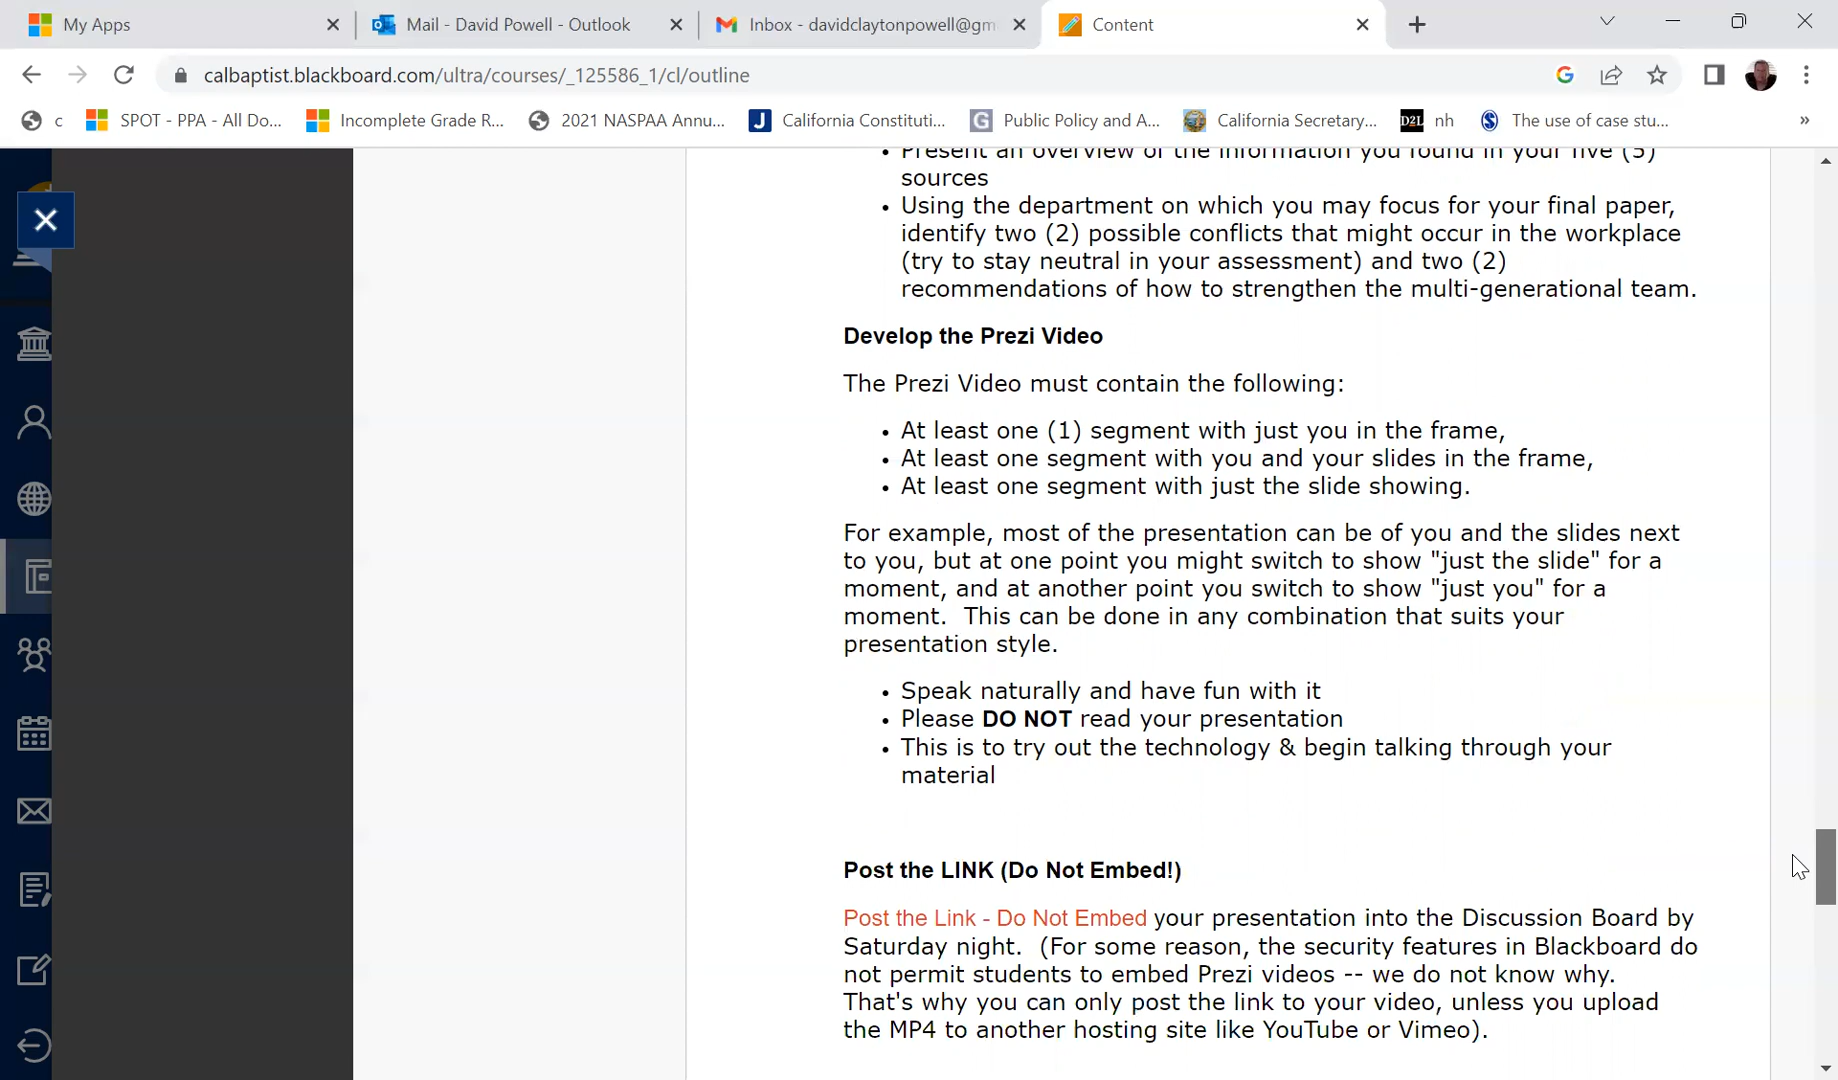 My Apps
Mail - David Powell - Outlook
Inbox - davidclaytonpowell@gm
Content
calbaptist.blackboard.com/ultra/courses/_125586_1/cl/outline
c
SPOT - PPA - All Do...
Incomplete Grade R...
2021 NASPAA Annu...
California Constituti...
Public Policy and A...
California Secretary...
D2L nh
The use of case stu...
»
• Present an overview of the information you found in your five (5)
sources
• Using the department on which you may focus for your final paper,
identify two (2) possible conflicts that might occur in the workplace
(try to stay neutral in your assessment) and two (2)
recommendations of how to strengthen the multi-generational team.
Develop the Prezi Video
The Prezi Video must contain the following:
• At least one (1) segment with just you in the frame,
• At least one segment with you and your slides in the frame,
• At least one segment with just the slide showing.
For example, most of the presentation can be of you and the slides next
to you, but at one point you might switch to show "just the slide" for a
moment, and at another point you switch to show "just you" for a
moment.  This can be done in any combination that suits your
presentation style.
• Speak naturally and have fun with it
• Please DO NOT read your presentation
• This is to try out the technology & begin talking through your
material
Post the LINK (Do Not Embed!)
Post the Link - Do Not Embed your presentation into the Discussion Board by
Saturday night.  (For some reason, the security features in Blackboard do
not permit students to embed Prezi videos -- we do not know why.
That's why you can only post the link to your video, unless you upload
the MP4 to another hosting site like YouTube or Vimeo).